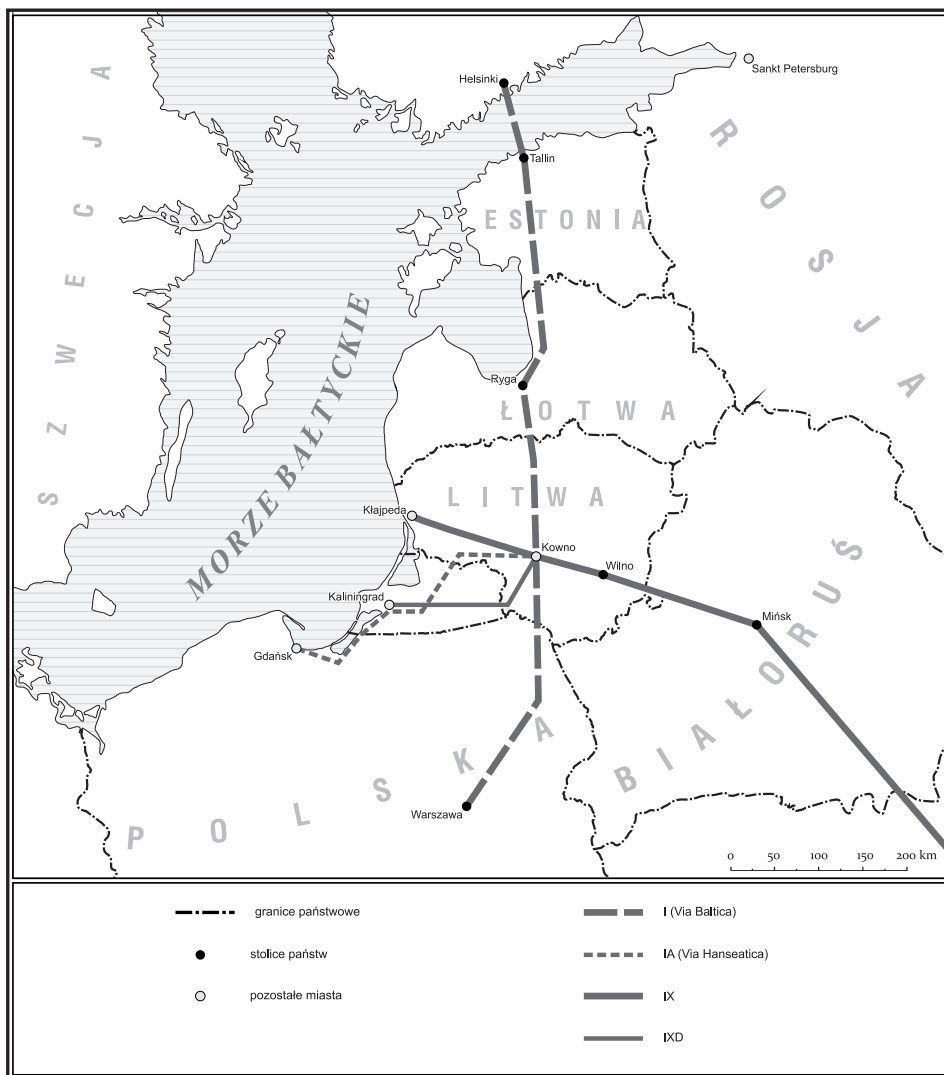 Helsinki
Sankt Petersburg
Tallin
SZWECJA
ROSJA
ESTONIA
MORZE BAŁTYCKIE
Ryga
ŁOTWA
LITWA
Kłajpeda
Kowno
Wilno
Kaliningrad
Mińsk
Gdańsk
BIAŁORUŚ
POLSKA
Warszawa
0 50 100 150 200 km
granice państwowe
stolice państw
pozostałe miasta
I (Via Baltica)
IA (Via Hanseatica)
IX
IXD